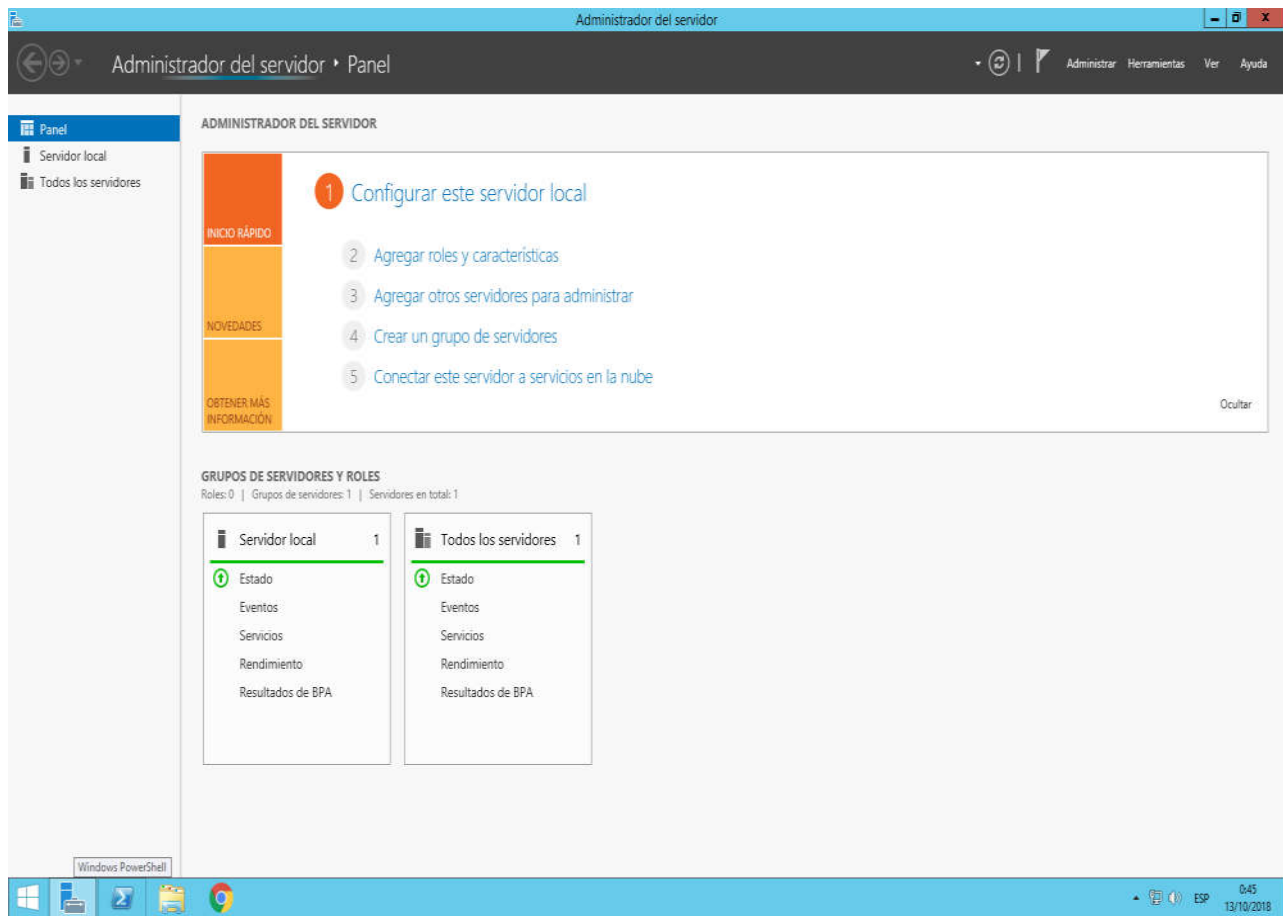 Administrador del servidor
Administrador del servidor ‣ Panel
Administrar Herramientas Ver Ayuda
Panel
Servidor local
Todos los servidores
ADMINISTRADOR DEL SERVIDOR
INICIO RÁPIDO
NOVEDADES
OBTENER MÁS
INFORMACIÓN
1 Configurar este servidor local
2 Agregar roles y características
3 Agregar otros servidores para administrar
4 Crear un grupo de servidores
5 Conectar este servidor a servicios en la nube
Ocultar
GRUPOS DE SERVIDORES Y ROLES
Roles: 0 | Grupos de servidores: 1 | Servidores en total: 1
Servidor local 1
Estado
Eventos
Servicios
Rendimiento
Resultados de BPA
Todos los servidores 1
Estado
Eventos
Servicios
Rendimiento
Resultados de BPA
Windows PowerShell
ESP
0:45
13/10/2018